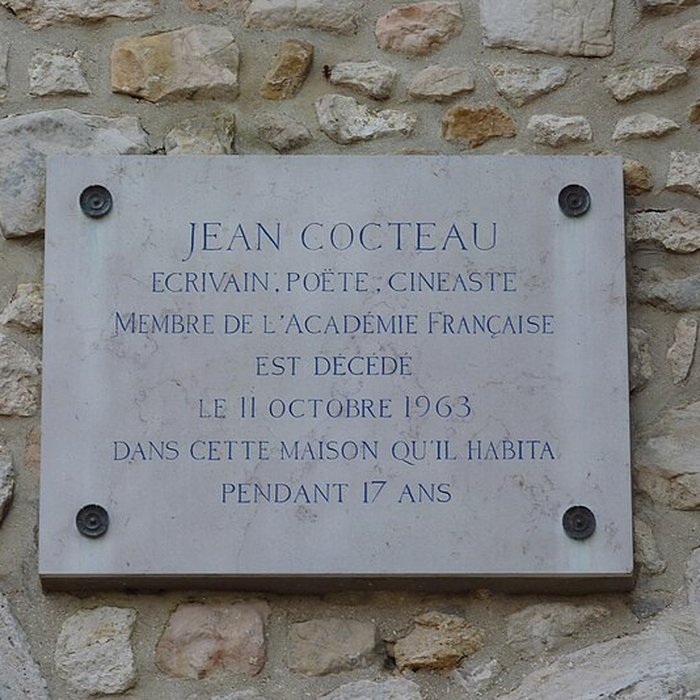 JEAN COCTEAU
ECRIVAIN, POËTE, CINEASTE
MEMBRE DE L'ACADÉMIE FRANÇAISE
EST DÉCÉDÉ
LE 11 OCTOBRE 1963
DANS CETTE MAISON QU'IL HABITA
PENDANT 17 ANS